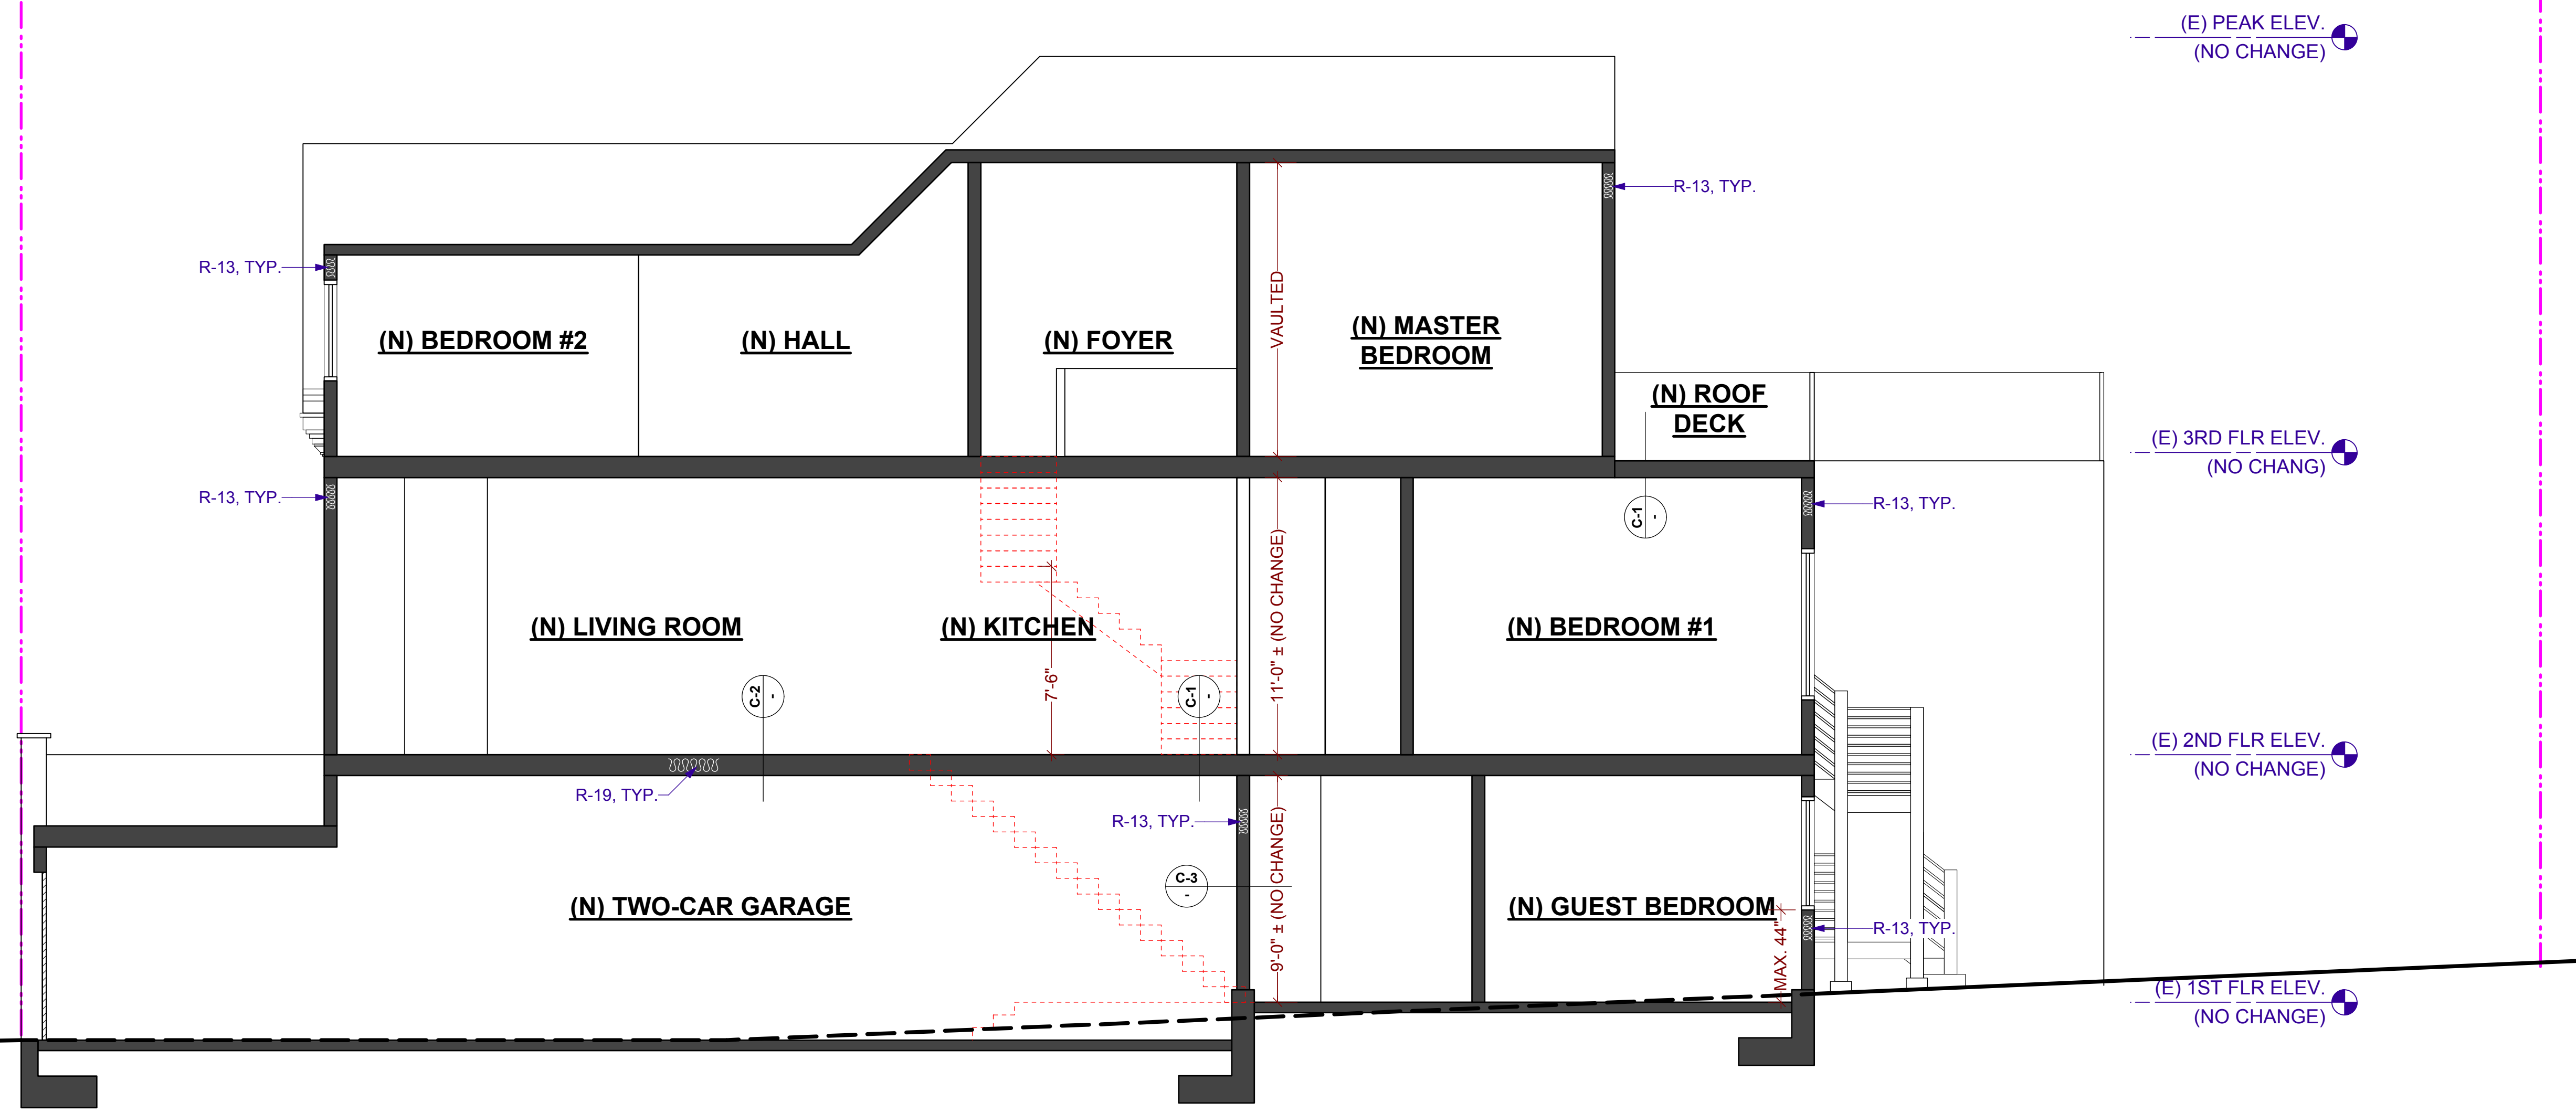 (E) PEAK ELEV.
(NO CHANGE)
R-13, TYP.
R-13, TYP.
(N) BEDROOM #2
(N) HALL
(N) FOYER
VAULTED
(N) MASTER
BEDROOM
(N) ROOF
DECK
(E) 3RD FLR ELEV.
(NO CHANG)
R-13, TYP.
R-13, TYP.
C-1
-
(N) LIVING ROOM
(N) KITCHEN
11'-0" ± (NO CHANGE)
(N) BEDROOM #1
7'-6"
C-2
-
C-1
-
(E) 2ND FLR ELEV.
(NO CHANGE)
R-19, TYP.
R-13, TYP.
C-3
-
9'-0" ± (NO CHANGE)
(N) TWO-CAR GARAGE
(N) GUEST BEDROOM
MAX. 44"
R-13, TYP.
(E) 1ST FLR ELEV.
(NO CHANGE)